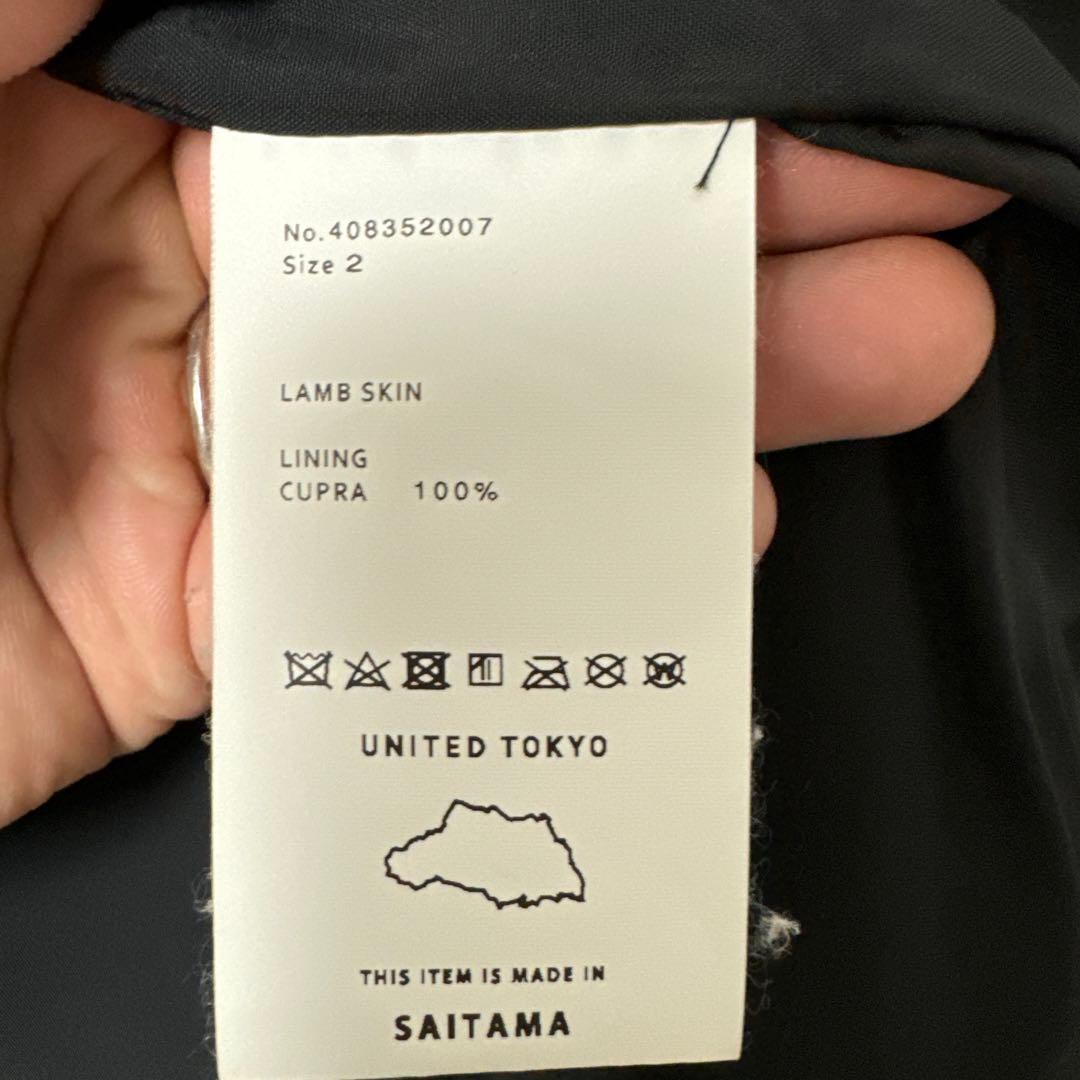 No.408352007
Size 2
LAMB SKIN
LINING
CUPRA 100%
UNITED TOKYO
THIS ITEM IS MADE IN
SAITAMA